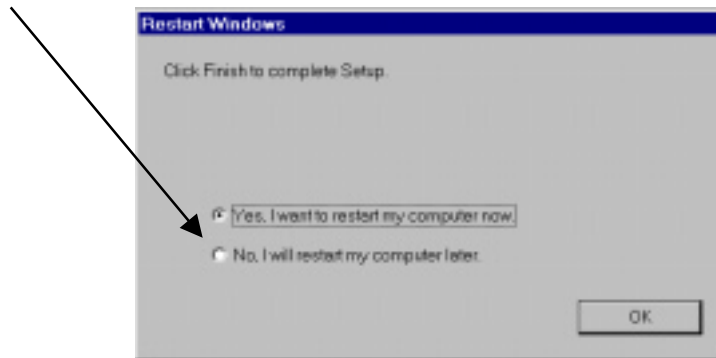 Restart Windows
Click Finish to complete Setup.
Yes, I want to restart my computer now.
No, I will restart my computer later.
OK